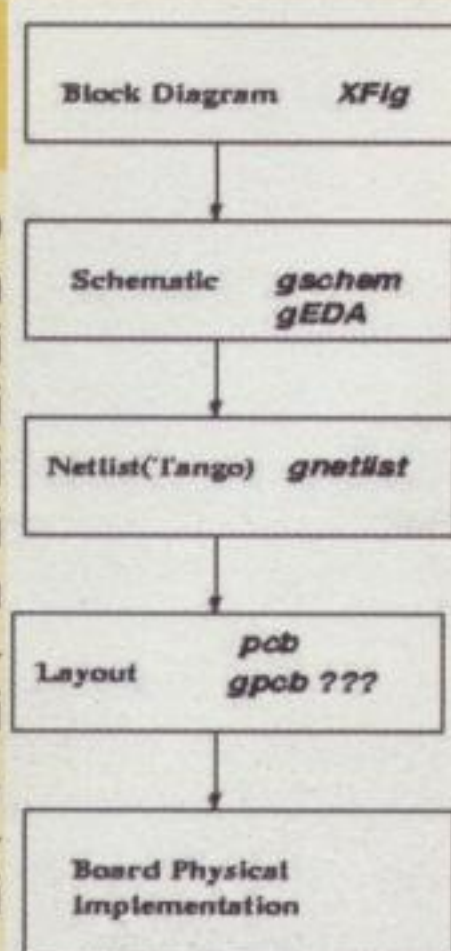 Block Diagram XFig
Schematic gschem
gEDA
Netlist(Tango) gnetlist
pcb
Layout gpcb ???
Board Physical
Implementation